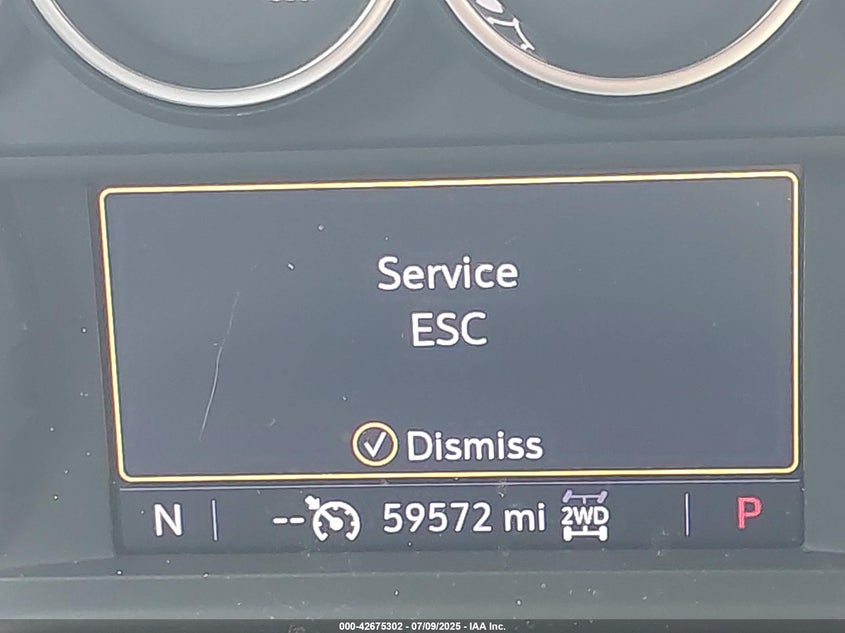 Service
ESC
Dismiss
N -- 59572 mi 2WD P
000-42675302 - 07/09/2025 - IAA Inc.